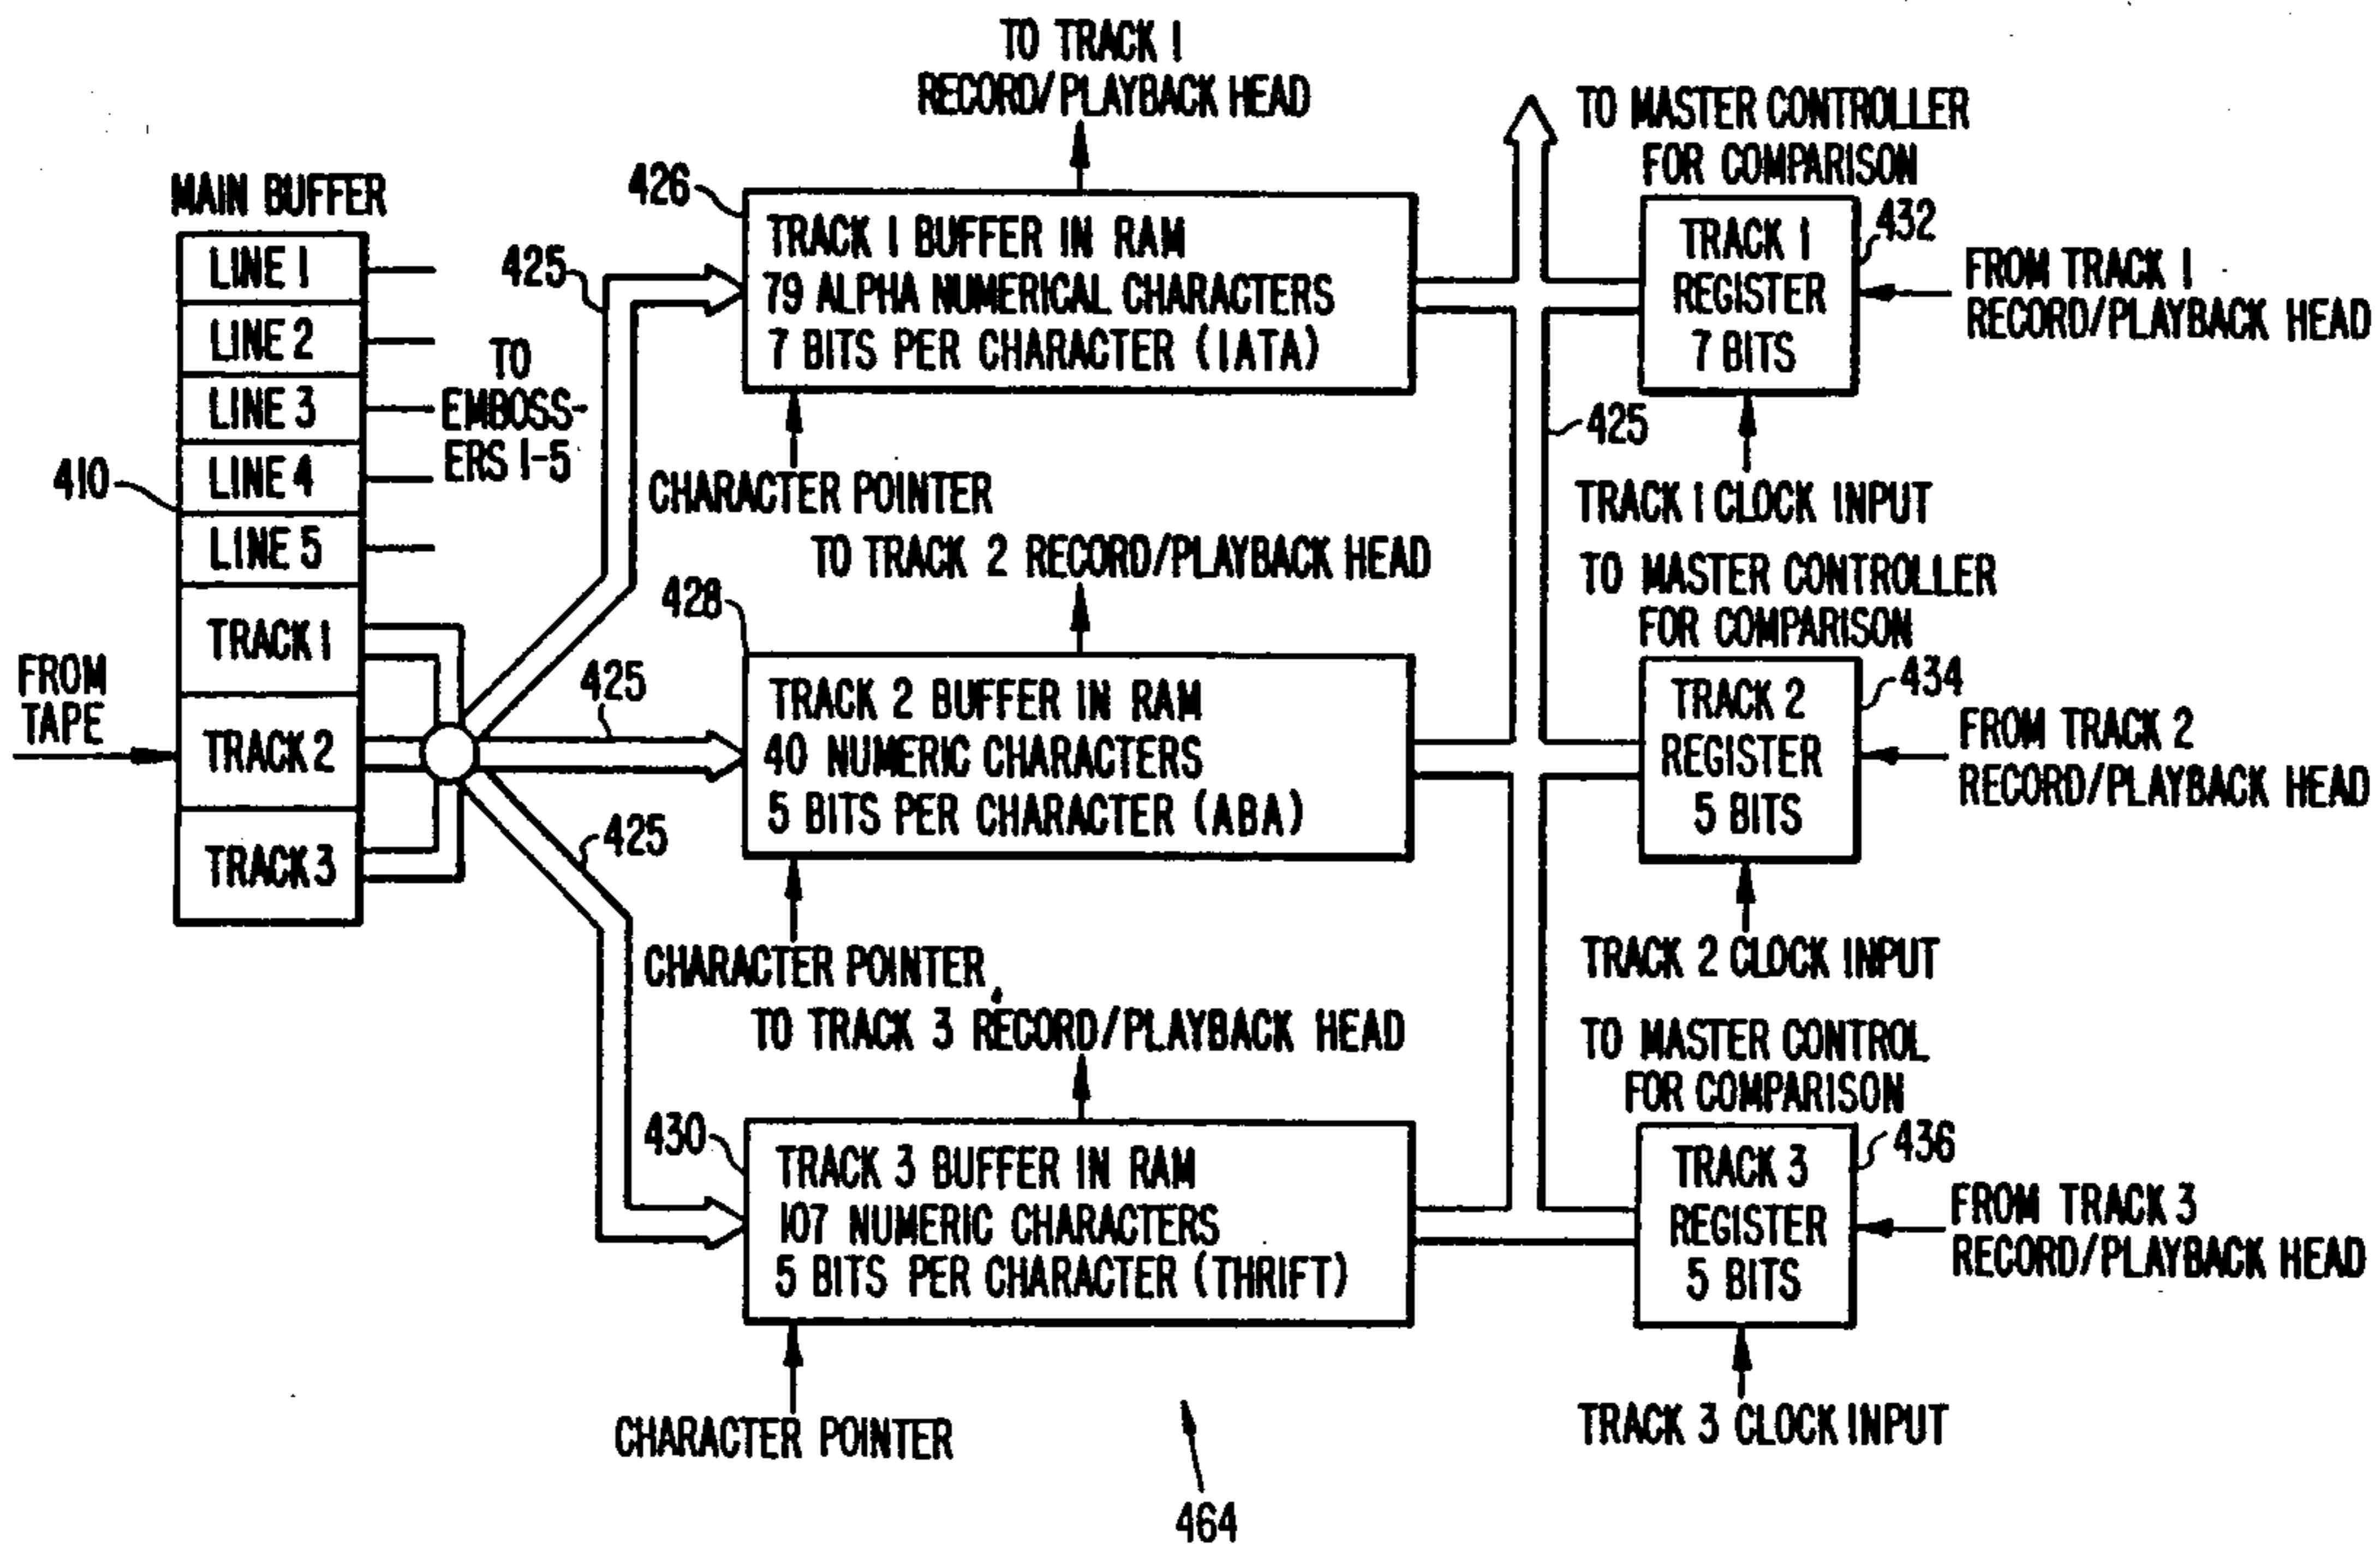 TO TRACK 1
RECORD/PLAYBACK HEAD
TO MASTER CONTROLLER
FOR COMPARISON
MAIN BUFFER
LINE 1
LINE 2
LINE 3
LINE 4
LINE 5
TRACK 1
TRACK 2
TRACK 3
410
FROM
TAPE
TO
EMBOSS-
ERS 1-5
425
425
425
426
TRACK 1 BUFFER IN RAM
79 ALPHA NUMERICAL CHARACTERS
7 BITS PER CHARACTER (IATA)
CHARACTER POINTER
432
TRACK 1
REGISTER
7 BITS
FROM TRACK 1
RECORD/PLAYBACK HEAD
425
TRACK 1 CLOCK INPUT
TO TRACK 2 RECORD/PLAYBACK HEAD
428
TRACK 2 BUFFER IN RAM
40 NUMERIC CHARACTERS
5 BITS PER CHARACTER (ABA)
CHARACTER POINTER
TO MASTER CONTROLLER
FOR COMPARISON
434
TRACK 2
REGISTER
5 BITS
FROM TRACK 2
RECORD/PLAYBACK HEAD
TRACK 2 CLOCK INPUT
TO TRACK 3 RECORD/PLAYBACK HEAD
430
TRACK 3 BUFFER IN RAM
107 NUMERIC CHARACTERS
5 BITS PER CHARACTER (THRIFT)
CHARACTER POINTER
TO MASTER CONTROL
FOR COMPARISON
436
TRACK 3
REGISTER
5 BITS
FROM TRACK 3
RECORD/PLAYBACK HEAD
TRACK 3 CLOCK INPUT
464